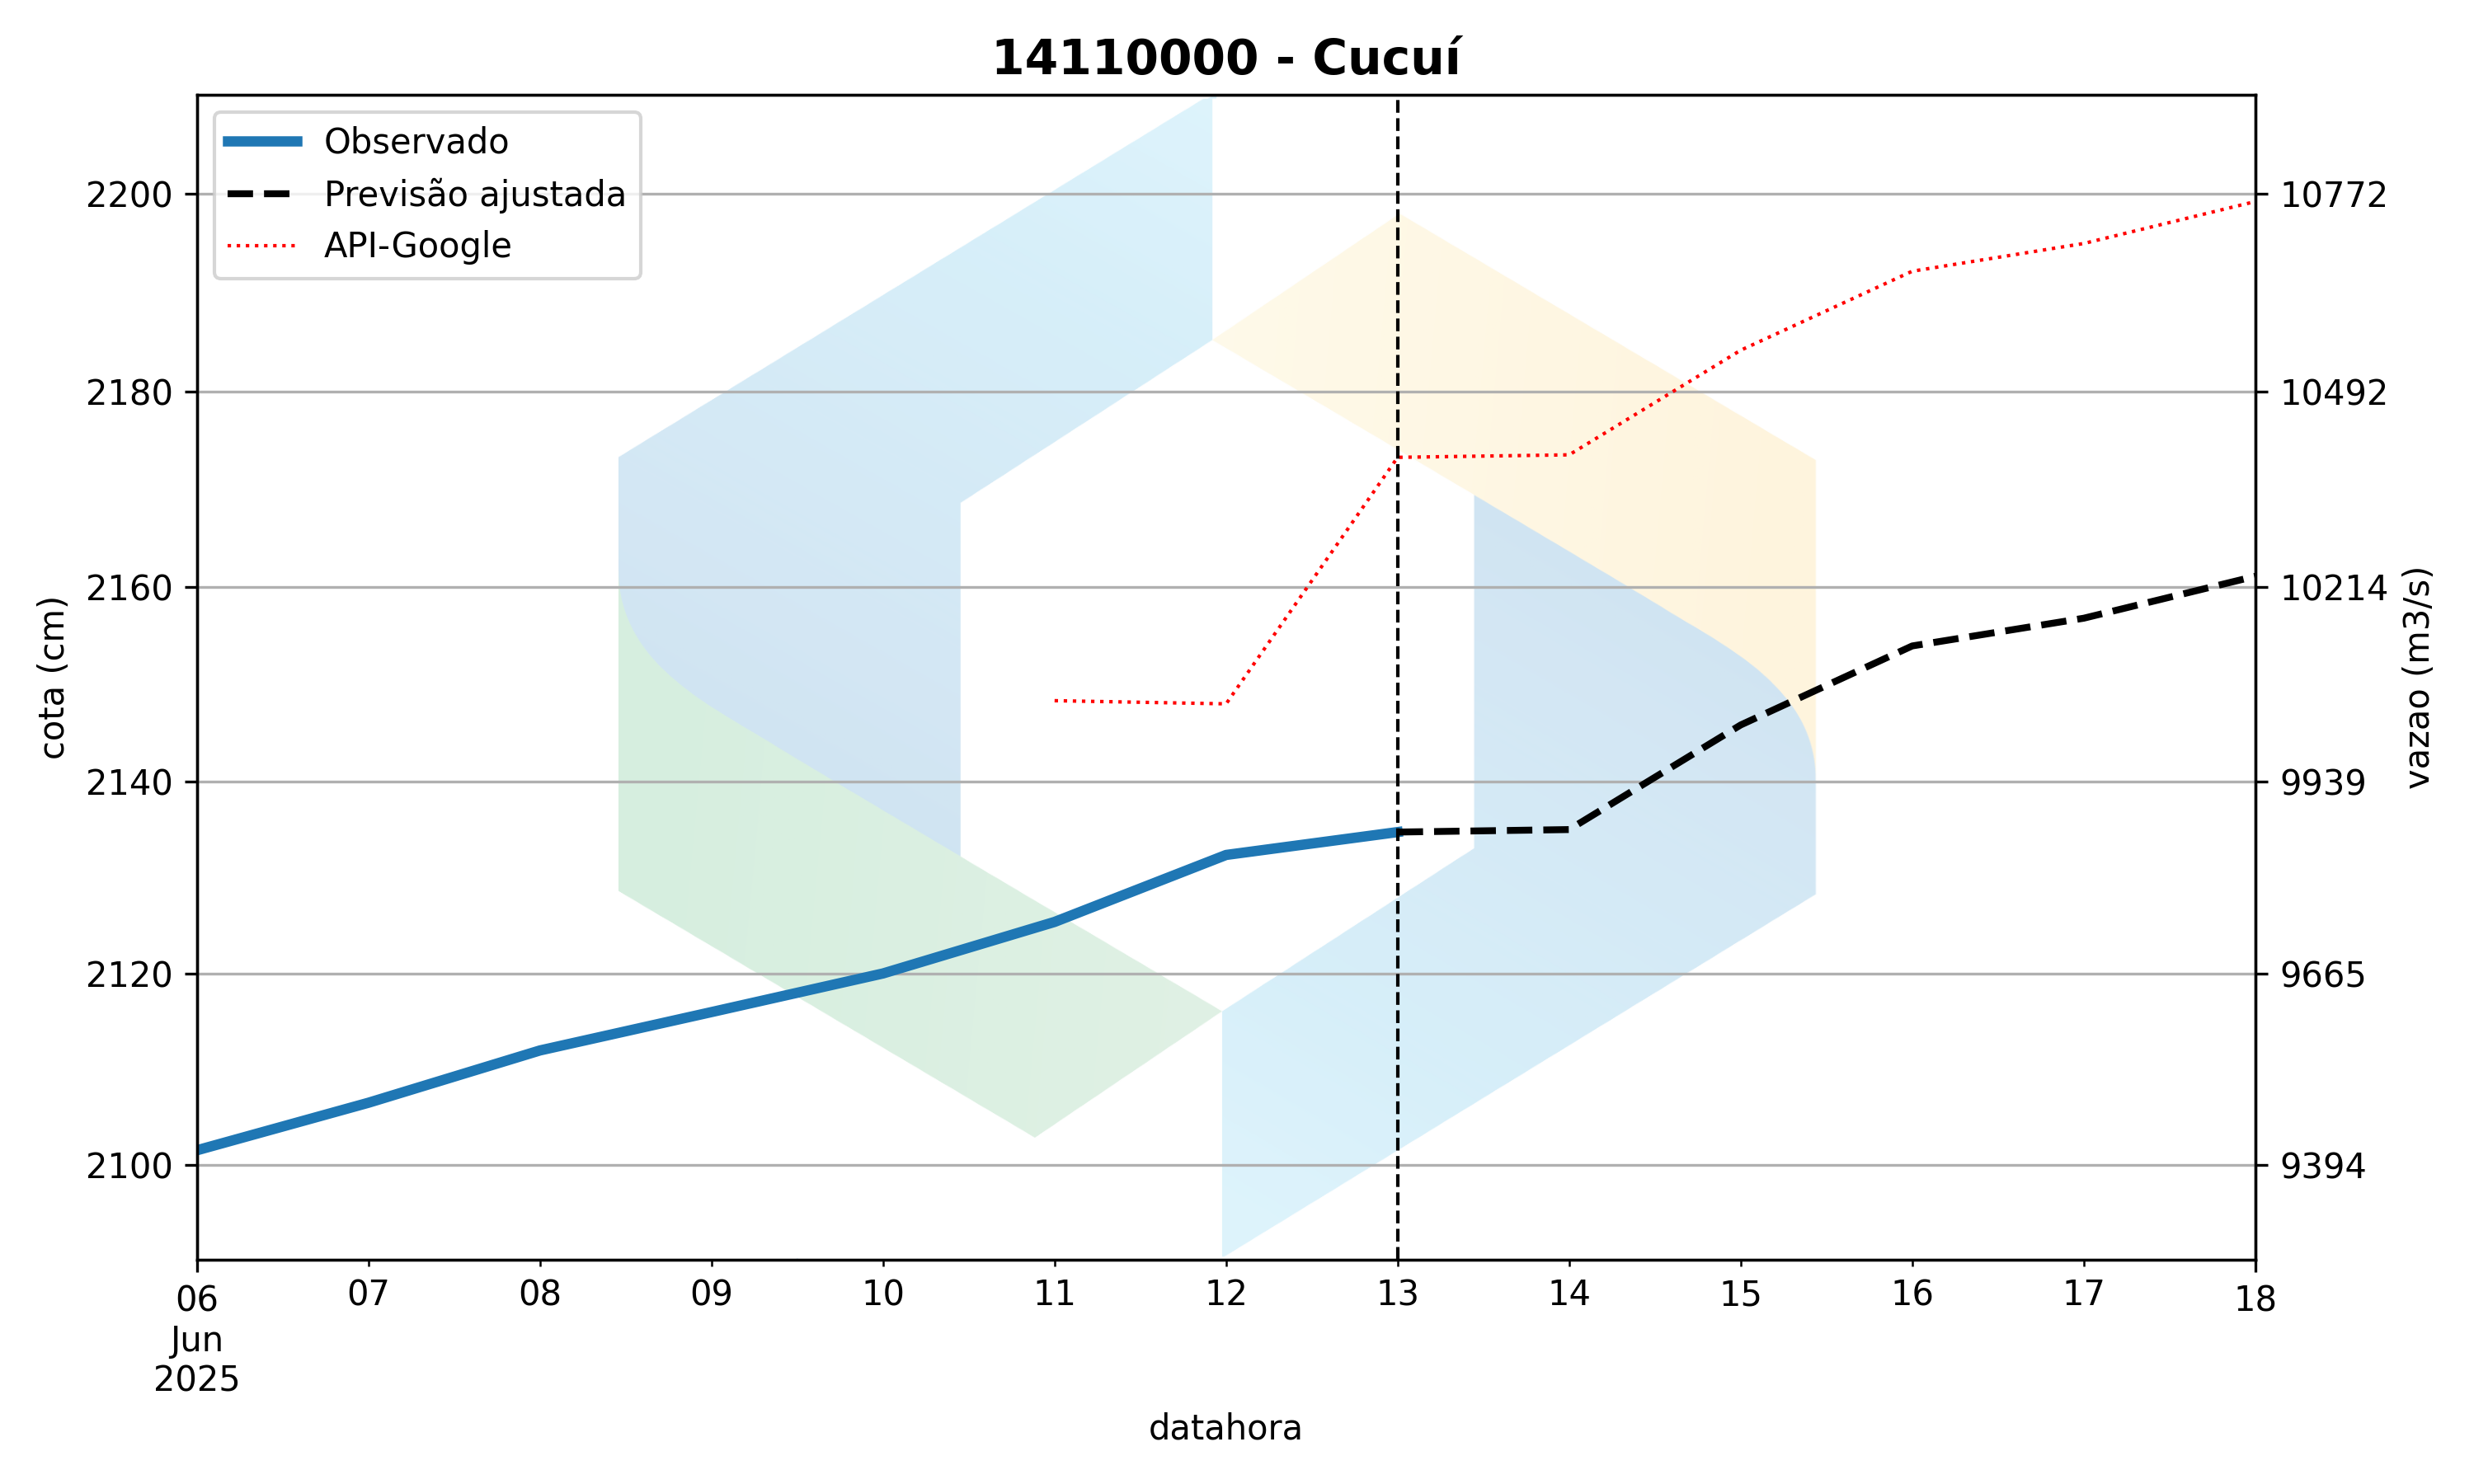 14110000 - Cucuí
Observado
Previsão ajustada
API-Google
2200
2180
2160
2140
2120
2100
cota (cm)
10772
10492
10214
9939
9665
9394
vazao (m3/s)
06 07 08 09 10 11 12 13 14 15 16 17 18
Jun
2025
datahora